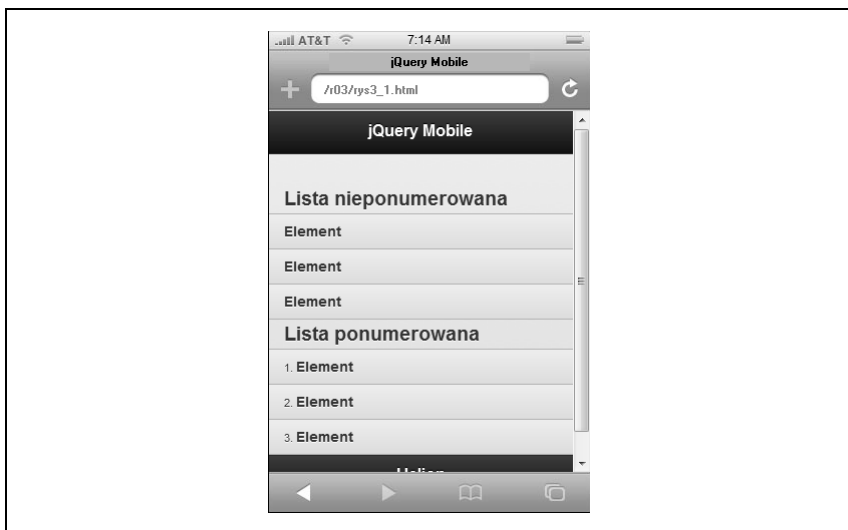 AT&T 7:14 AM
jQuery Mobile
/r03/rys3_1.html
jQuery Mobile
Lista nieponumerowana
Element
Element
Element
Lista ponumerowana
1. Element
2. Element
3. Element